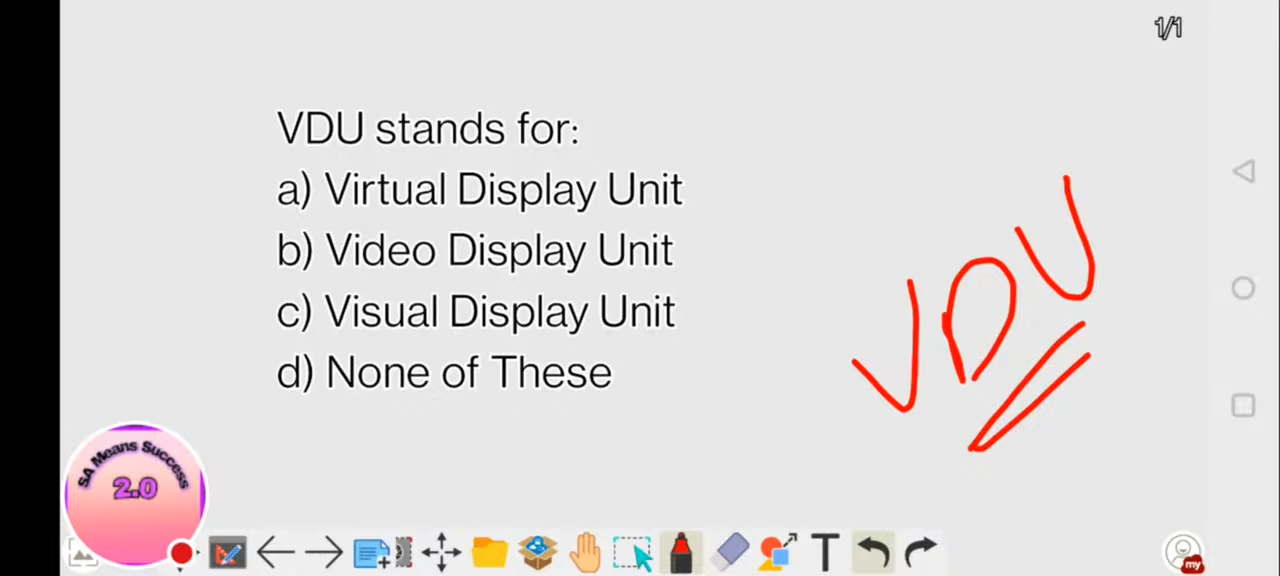 1/1
VDU stands for:
a) Virtual Display Unit
b) Video Display Unit
c) Visual Display Unit
d) None of These
VDU
SA Means Success
2.0
T
my